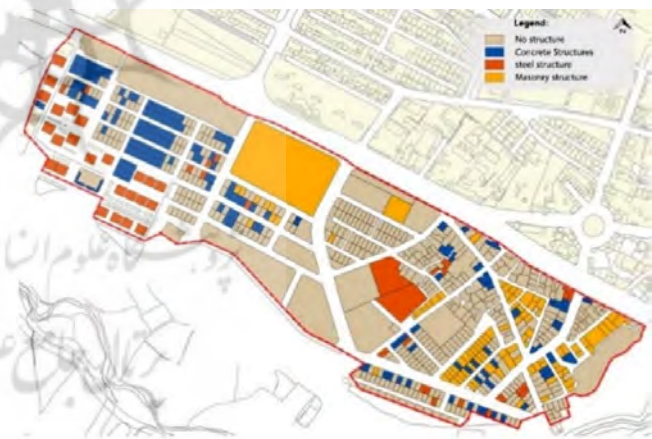 Legend:
No structure
Concrete Structures
steel structure
Masonry structure